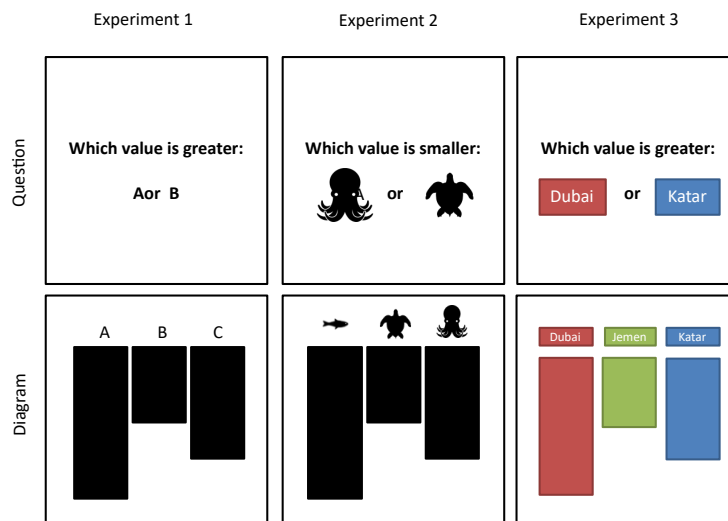 Experiment 1 Experiment 2 Experiment 3
Question
Which value is greater:
Aor B
Which value is smaller:
A or
Which value is greater:
Dubai or Katar
Diagram
A B C
Dubai Jemen Katar